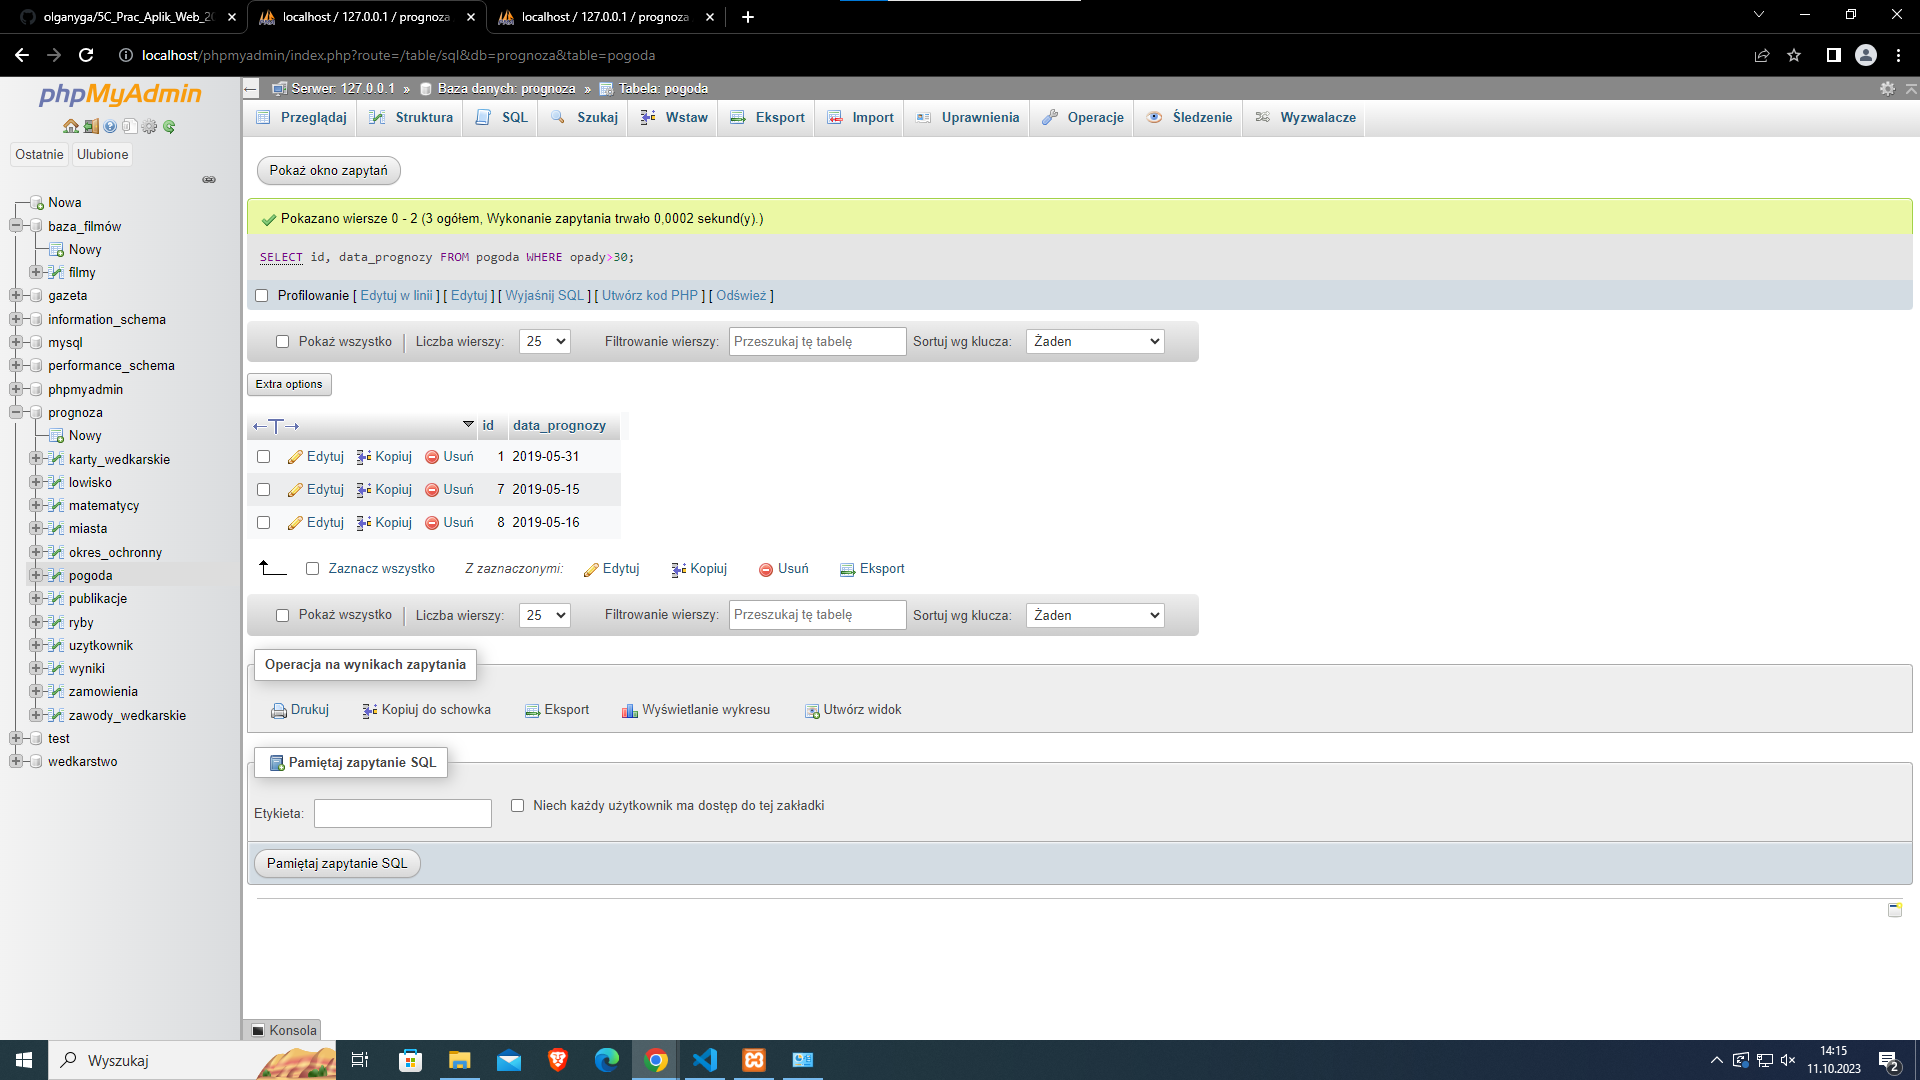 olganyga/5C_Prac_Aplik_Web_20
localhost / 127.0.0.1 / prognoza
localhost / 127.0.0.1 / prognoza
localhost/phpmyadmin/index.php?route=/table/sql&db=prognoza&table=pogoda
phpMyAdmin
Ostatnie
Ulubione
Nowa
baza_filmów
Nowy
filmy
gazeta
information_schema
mysql
performance_schema
phpmyadmin
prognoza
Nowy
karty_wedkarskie
lowisko
matematycy
miasta
okres_ochronny
pogoda
publikacje
ryby
uzytkownik
wyniki
zamowienia
zawody_wedkarskie
test
wedkarstwo
Serwer: 127.0.0.1 » Baza danych: prognoza » Tabela: pogoda
Przeglądaj Struktura SQL Szukaj Wstaw Eksport Import Uprawnienia Operacje Śledzenie Wyzwalacze
Pokaż okno zapytań
Pokazano wiersze 0 - 2 (3 ogółem, Wykonanie zapytania trwało 0,0002 sekund(y).)
SELECT id, data_prognozy FROM pogoda WHERE opady>30;
Profilowanie [ Edytuj w linii ] [ Edytuj ] [ Wyjaśnij SQL ] [ Utwórz kod PHP ] [ Odśwież ]
Pokaż wszystko Liczba wierszy: 25 Filtrowanie wierszy: Przeszukaj tę tabelę Sortuj wg klucza: Żaden
Extra options
id data_prognozy
Edytuj Kopiuj Usuń 1 2019-05-31
Edytuj Kopiuj Usuń 7 2019-05-15
Edytuj Kopiuj Usuń 8 2019-05-16
Zaznacz wszystko Z zaznaczonymi: Edytuj Kopiuj Usuń Eksport
Pokaż wszystko Liczba wierszy: 25 Filtrowanie wierszy: Przeszukaj tę tabelę Sortuj wg klucza: Żaden
Operacja na wynikach zapytania
Drukuj Kopiuj do schowka Eksport Wyświetlanie wykresu Utwórz widok
Pamiętaj zapytanie SQL
Etykieta: Niech każdy użytkownik ma dostęp do tej zakładki
Pamiętaj zapytanie SQL
Konsola
Wyszukaj
14:15
11.10.2023
2